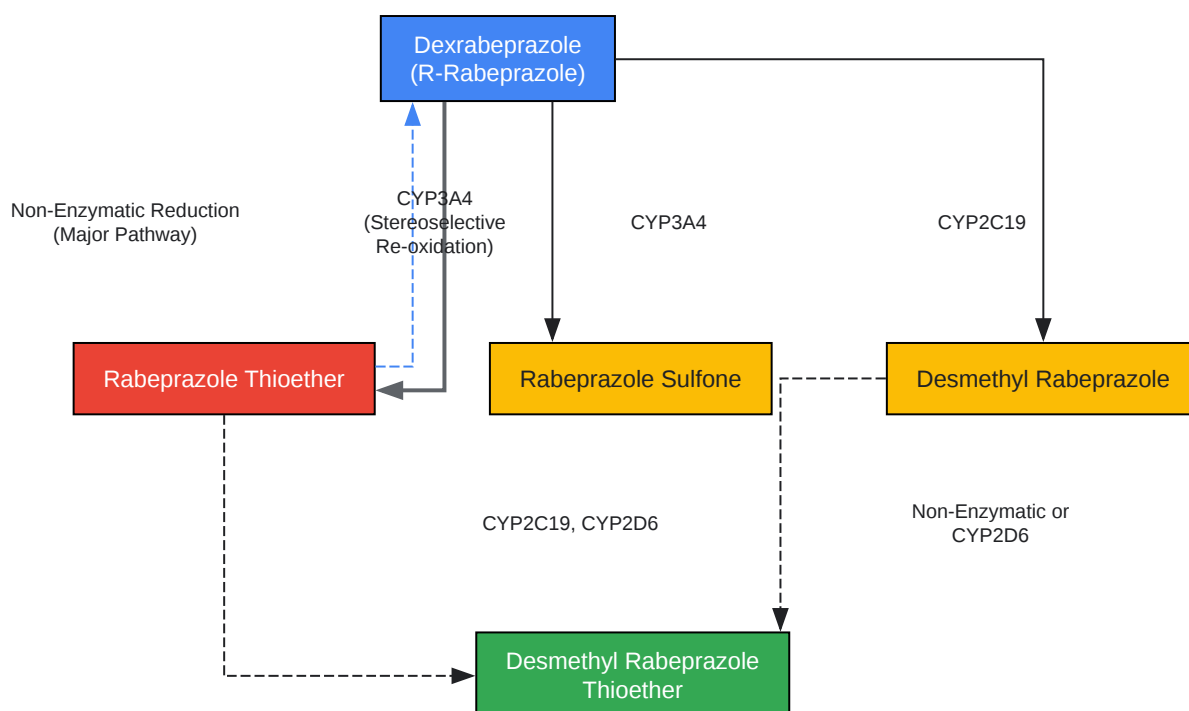 Dexrabeprazole
(R-Rabeprazole)
Non-Enzymatic Reduction
(Major Pathway)
CYP3A4
(Stereoselective
Re-oxidation)
CYP3A4
CYP2C19
Rabeprazole Thioether
Rabeprazole Sulfone
Desmethyl Rabeprazole
CYP2C19, CYP2D6
Non-Enzymatic or
CYP2D6
Desmethyl Rabeprazole
Thioether